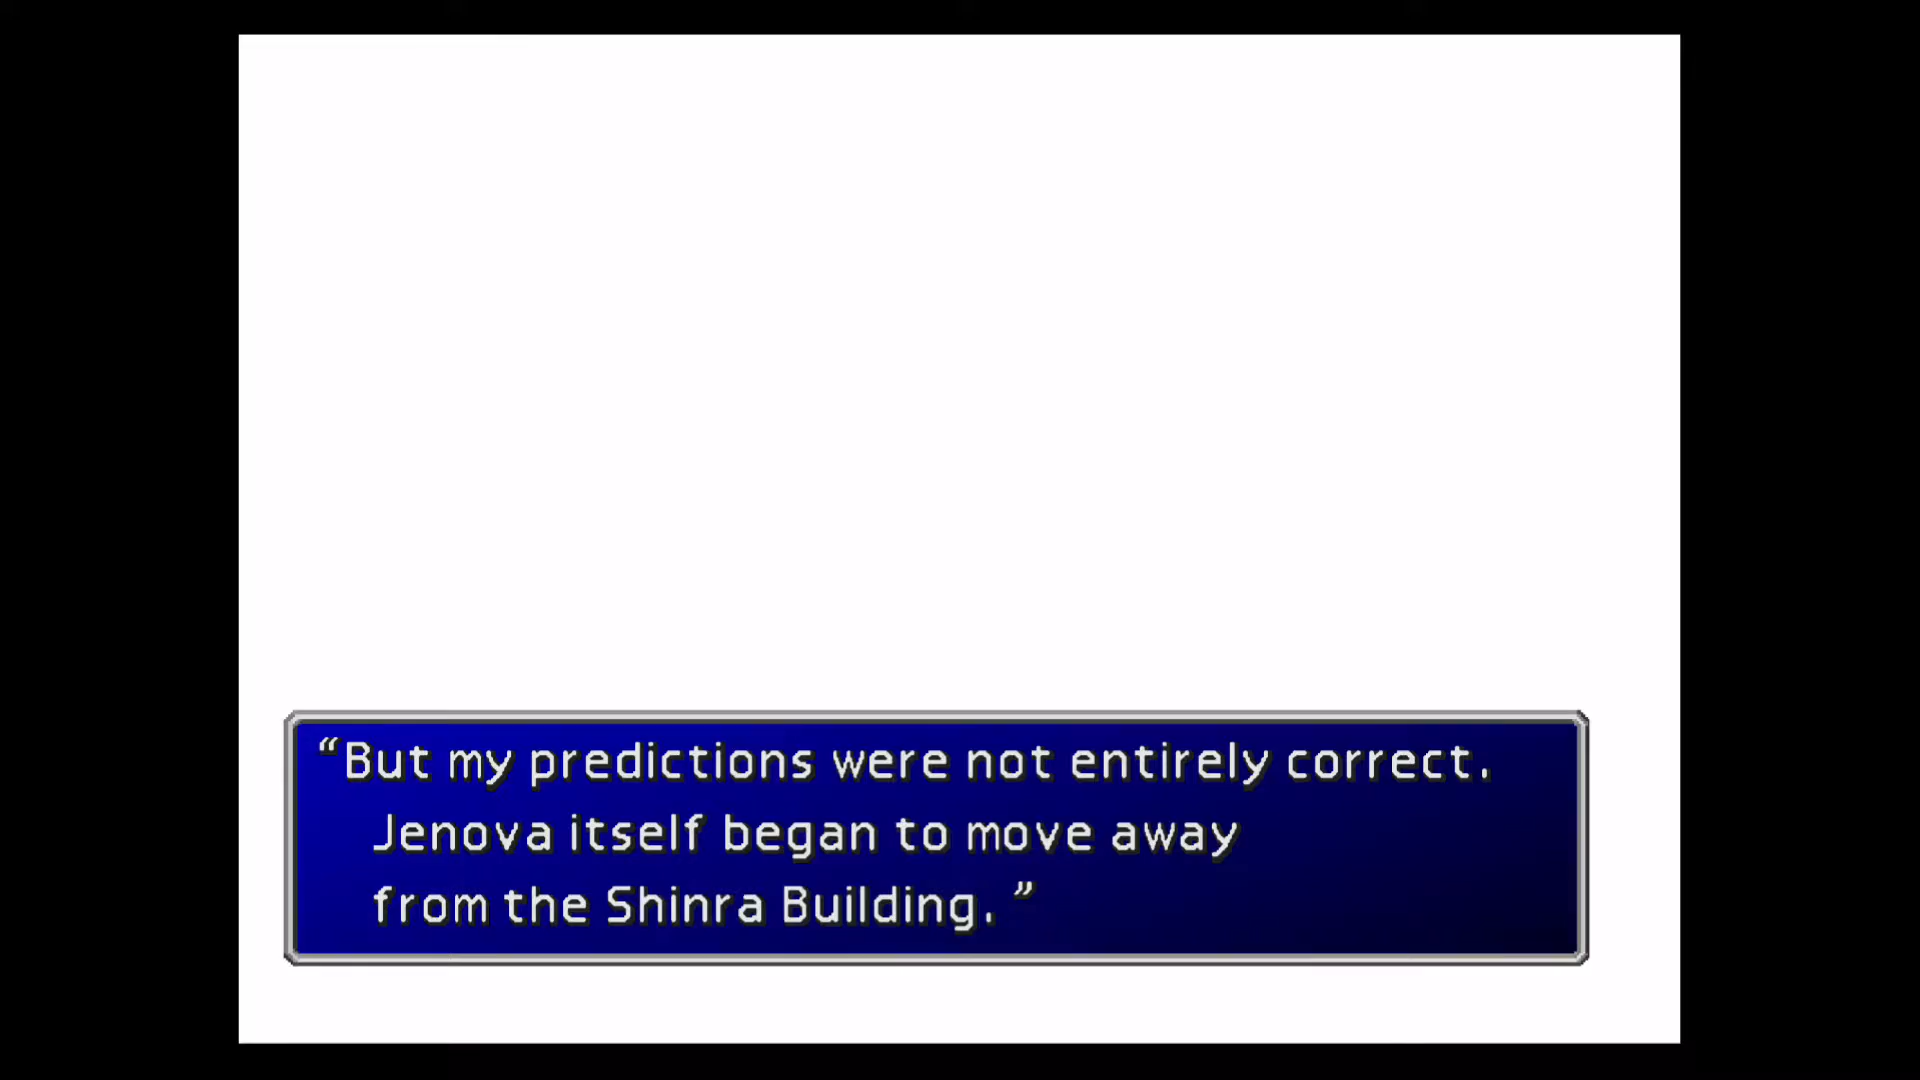 “But my predictions were not entirely correct.
Jenova itself began to move away
from the Shinra Building. ”